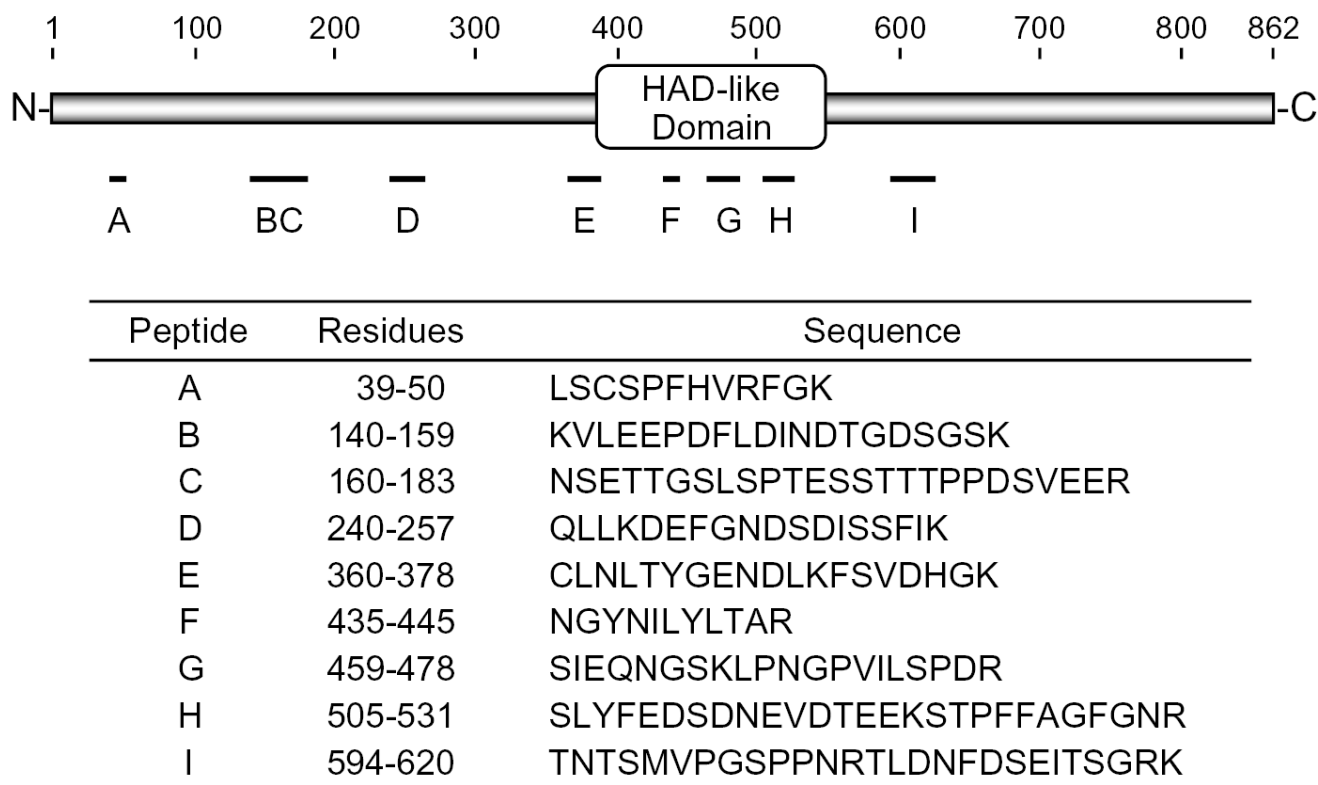 1 100 200 300 400 500 600 700 800 862
N- HAD-like -C
Domain
A BC D E F G H I
Peptide Residues Sequence
A 39-50 LSCSPFHVRFGK
B 140-159 KVLEEPDFLDINDTGDSGSK
C 160-183 NSETTGSLSPTESSTTTPPDSVEER
D 240-257 QLLKDEFGNDSDISSFIK
E 360-378 CLNLTYGENDLKFSVDHGK
F 435-445 NGYNILYLTAR
G 459-478 SIEQNGSKLPNGPVILSPDR
H 505-531 SLYFEDSDNEVDTEEKSTPFFAGFGNR
I 594-620 TNTSMVPGSPPNRTLDNFDSEITSGRK